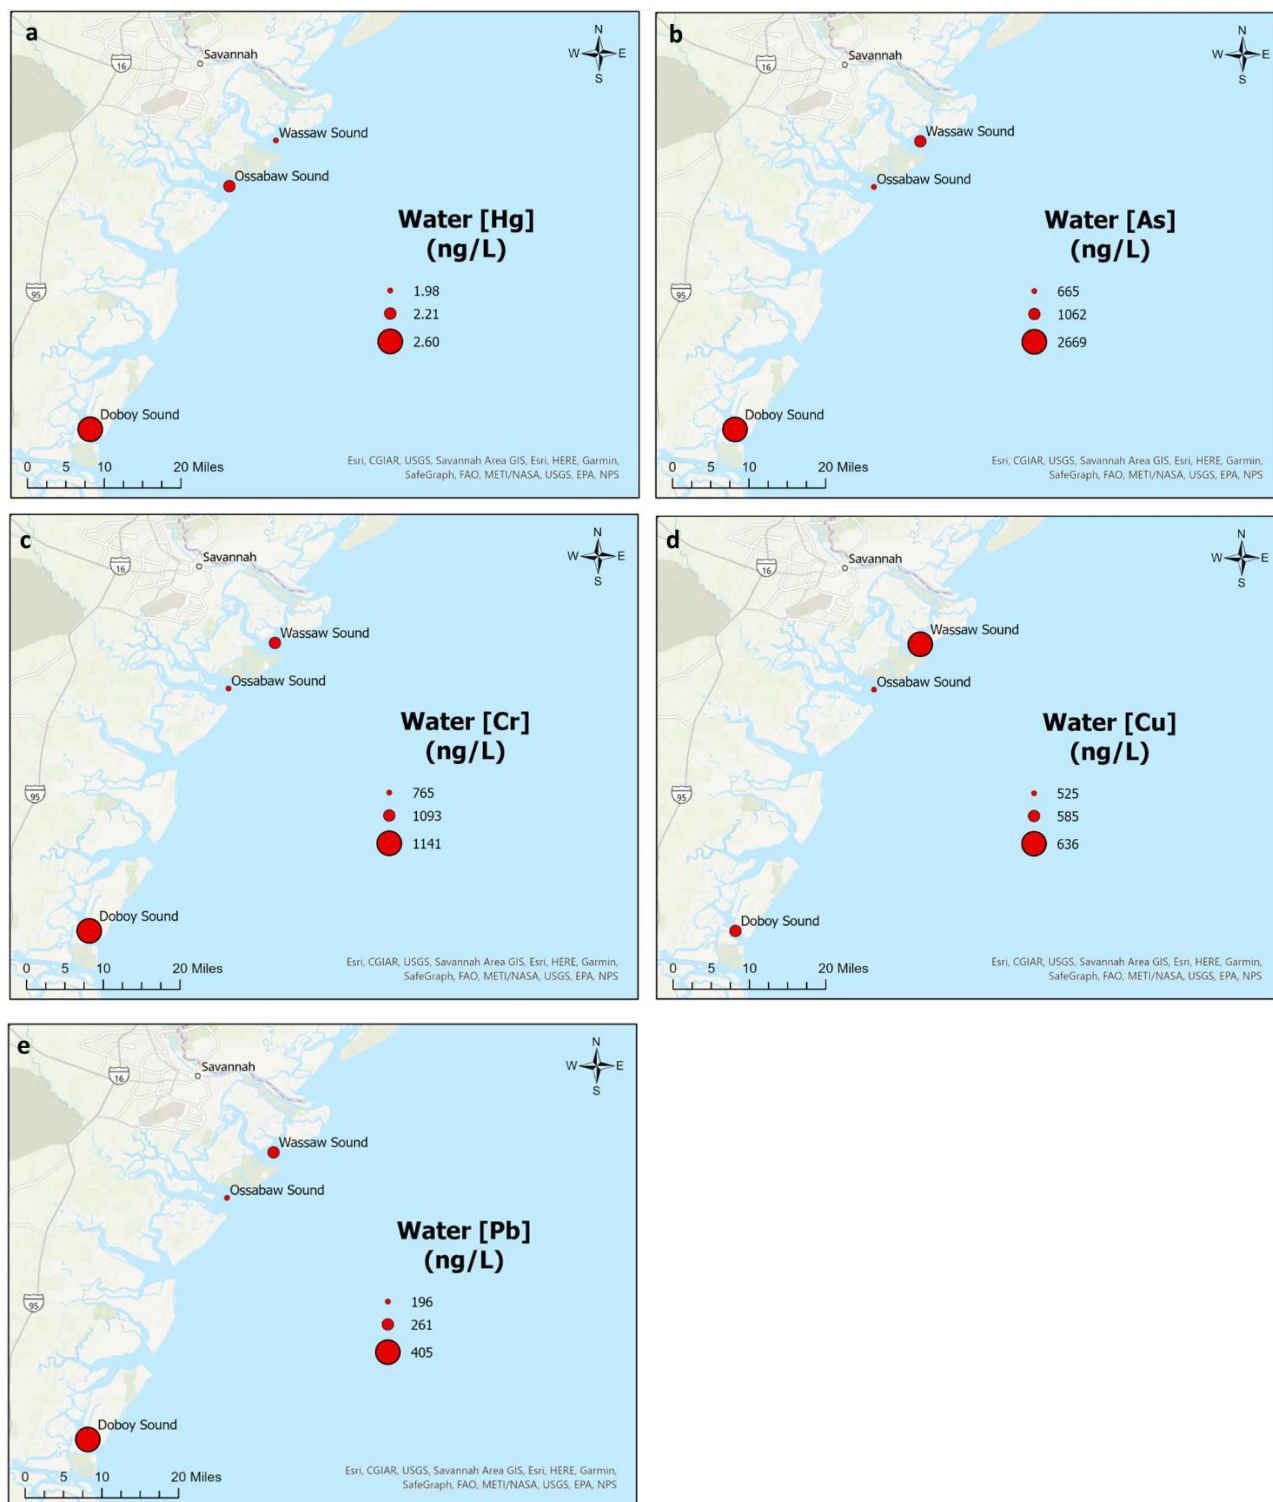 a
N
W E
S
Savannah
16
Wassaw Sound
Ossabaw Sound
Water [Hg]
(ng/L)
1.98
2.21
2.60
95
Doboy Sound
0 5 10 20 Miles
Esri, CGIAR, USGS, Savannah Area GIS, Esri, HERE, Garmin,
SafeGraph, FAO, METI/NASA, USGS, EPA, NPS
b
N
W E
S
Savannah
16
Wassaw Sound
Ossabaw Sound
Water [As]
(ng/L)
665
1062
2669
95
Doboy Sound
0 5 10 20 Miles
Esri, CGIAR, USGS, Savannah Area GIS, Esri, HERE, Garmin,
SafeGraph, FAO, METI/NASA, USGS, EPA, NPS
c
N
W E
S
Savannah
16
Wassaw Sound
Ossabaw Sound
Water [Cr]
(ng/L)
765
1093
1141
95
Doboy Sound
0 5 10 20 Miles
Esri, CGIAR, USGS, Savannah Area GIS, Esri, HERE, Garmin,
SafeGraph, FAO, METI/NASA, USGS, EPA, NPS
d
N
W E
S
Savannah
16
Wassaw Sound
Ossabaw Sound
Water [Cu]
(ng/L)
525
585
636
95
Doboy Sound
0 5 10 20 Miles
Esri, CGIAR, USGS, Savannah Area GIS, Esri, HERE, Garmin,
SafeGraph, FAO, METI/NASA, USGS, EPA, NPS
e
N
W E
S
Savannah
16
Wassaw Sound
Ossabaw Sound
Water [Pb]
(ng/L)
196
261
405
95
Doboy Sound
0 5 10 20 Miles
Esri, CGIAR, USGS, Savannah Area GIS, Esri, HERE, Garmin,
SafeGraph, FAO, METI/NASA, USGS, EPA, NPS